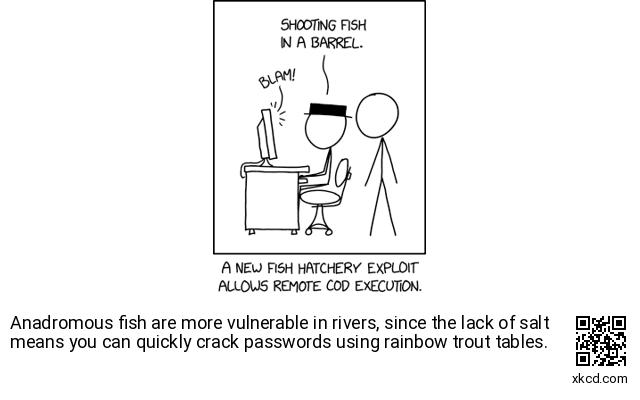 SHOOTING FISH
IN A BARREL.
BLAM!
A NEW FISH HATCHERY EXPLOIT
ALLOWS REMOTE COD EXECUTION.
Anadromous fish are more vulnerable in rivers, since the lack of salt
means you can quickly crack passwords using rainbow trout tables.
xkcd.com